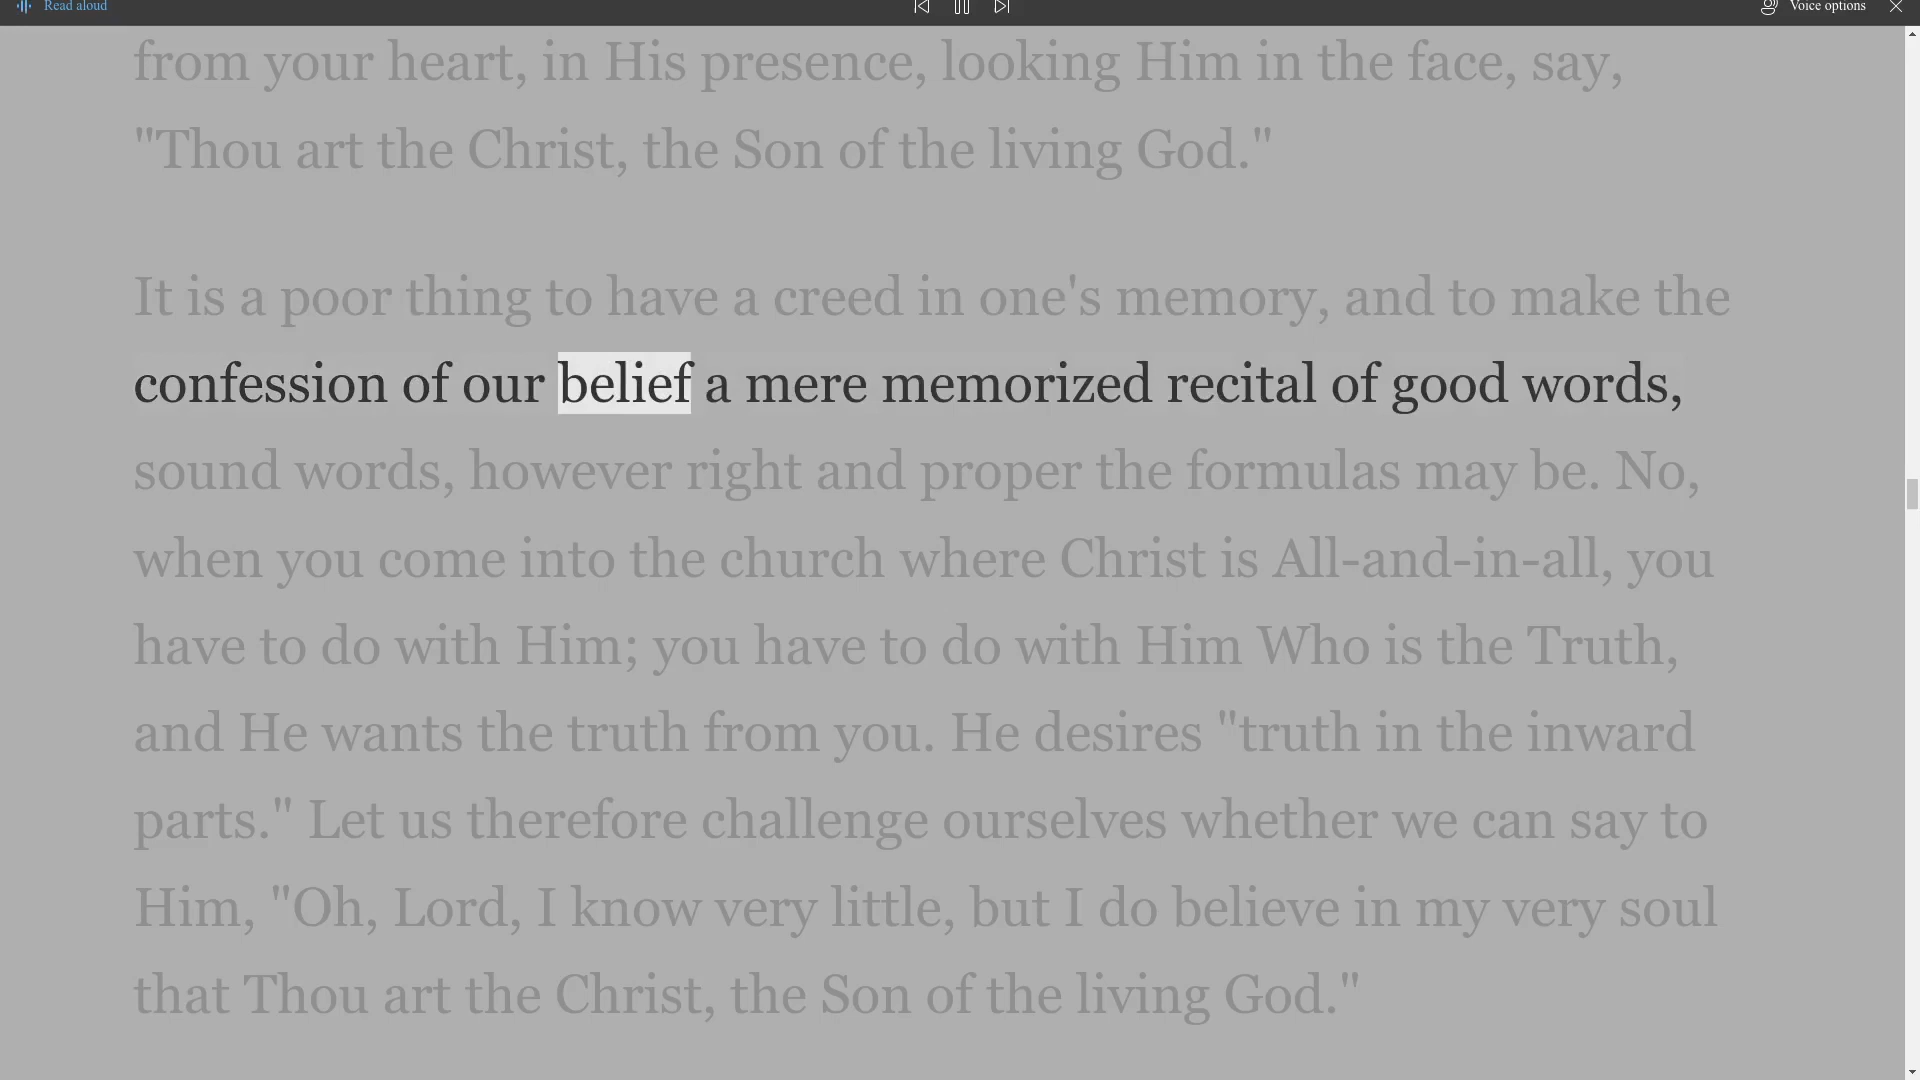 Read aloud
Voice options
from your heart, in His presence, looking Him in the face, say,
"Thou art the Christ, the Son of the living God."
It is a poor thing to have a creed in one's memory, and to make the
confession of our belief a mere memorized recital of good words,
sound words, however right and proper the formulas may be. No,
when you come into the church where Christ is All-and-in-all, you
have to do with Him; you have to do with Him Who is the Truth,
and He wants the truth from you. He desires "truth in the inward
parts." Let us therefore challenge ourselves whether we can say to
Him, "Oh, Lord, I know very little, but I do believe in my very soul
that Thou art the Christ, the Son of the living God."